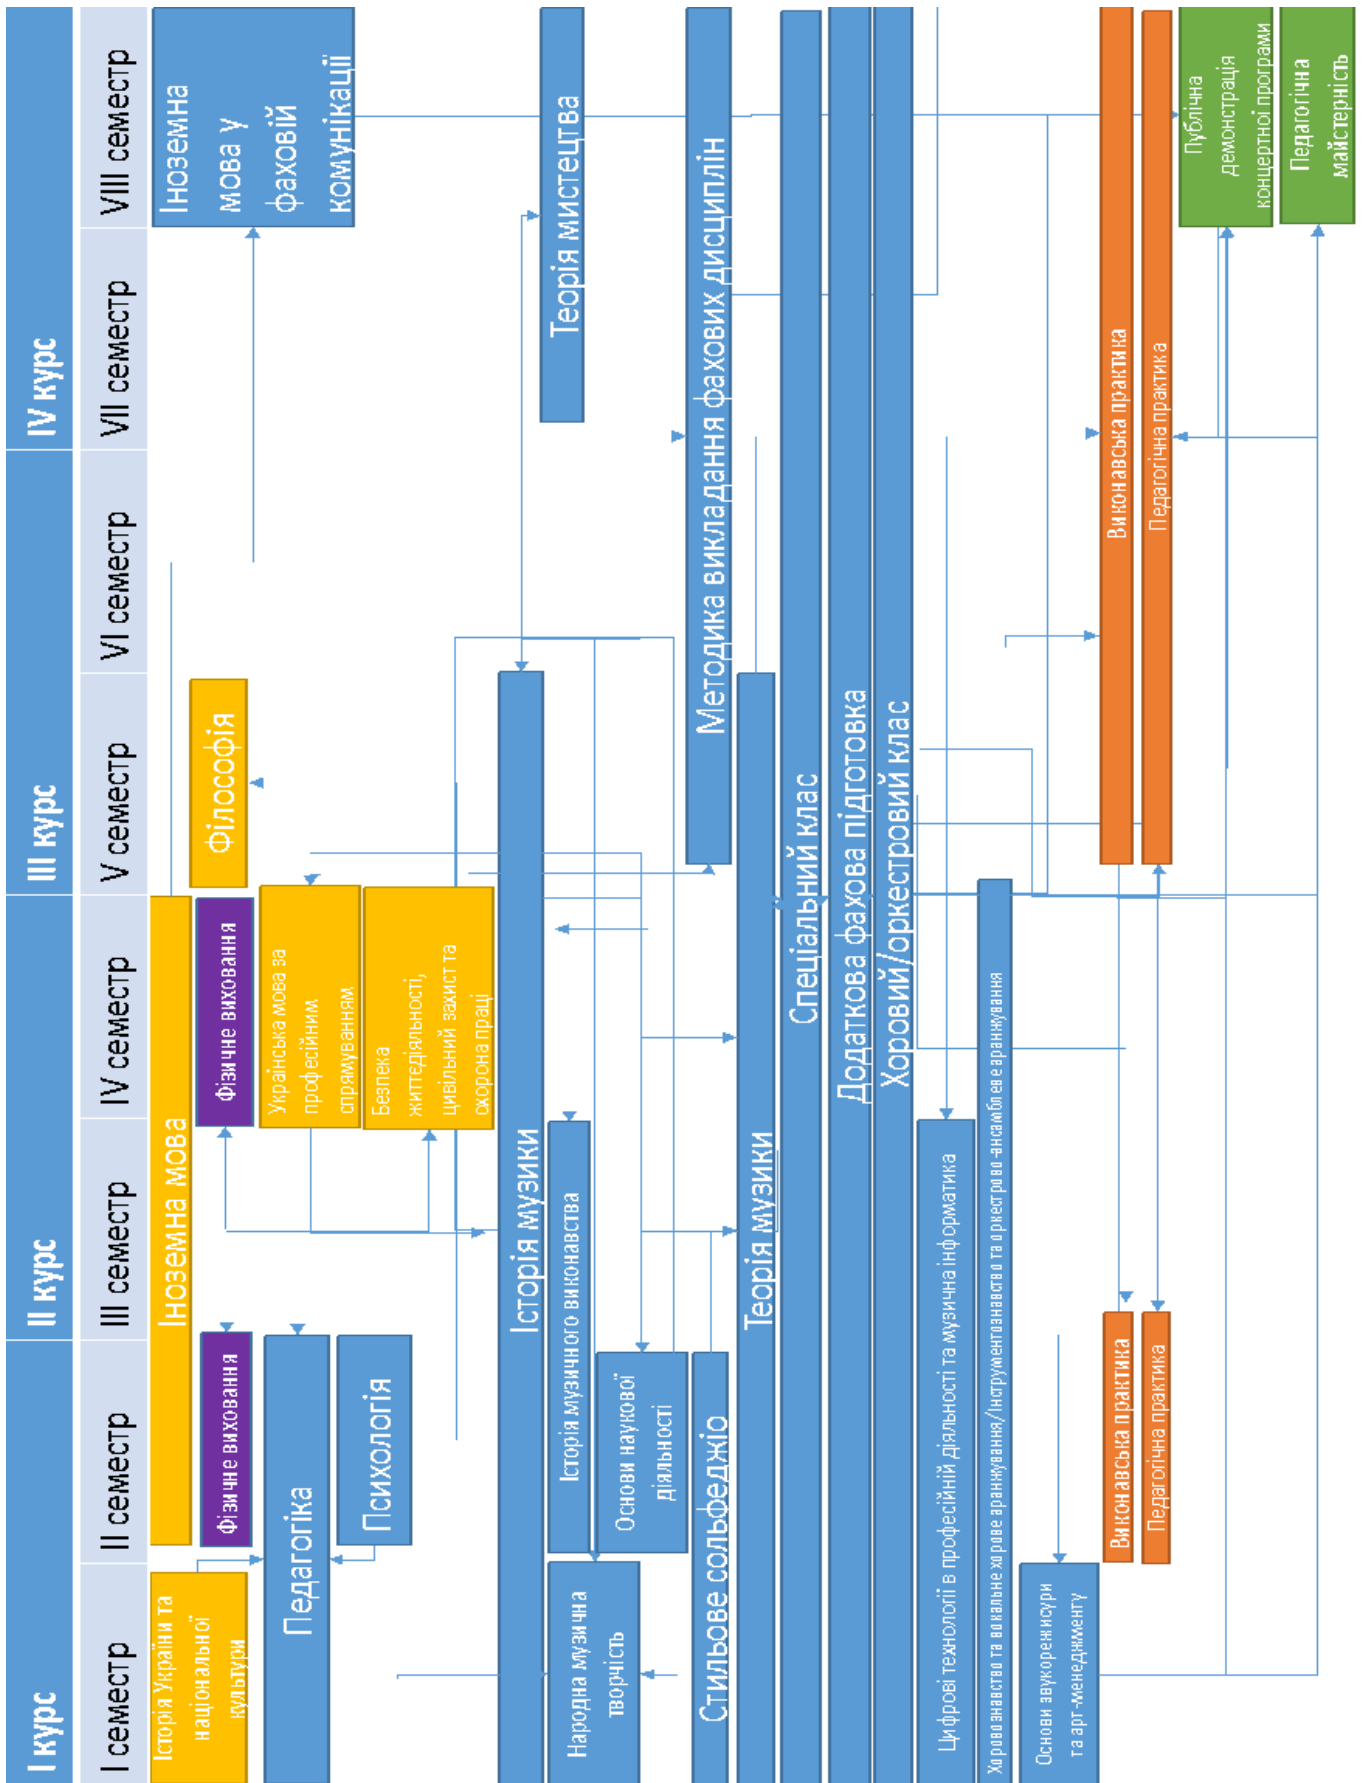 I курс
II курс
III курс
IV курс
I семестр
II семестр
III семестр
IV семестр
V семестр
VI семестр
VII семестр
VIII семестр
Історія України та
національної
культури
Іноземна мова
Іноземна
мова у
фаховій
комунікації
Фізичне виховання
Фізичне виховання
Філософія
Педагогіка
Українська мова за
професійним
спрямуванням
Психологія
Безпека
життєдіяльності,
цивільний захист та
охорона праці
Історія музики
Теорія мистецтва
Народна музична
творчість
Історія музичного виконавства
Основи наукової
діяльності
Стильове сольфеджіо
Методика викладання фахових дисциплін
Теорія музики
Спеціальний клас
Додаткова фахова підготовка
Хоровий/оркестровий клас
Цифрові технології в професійній діяльності та музична інформатика
Хорознавство та вокальне хорове аранжування/Інструментознавство та оркестрово-ансамблеве аранжування
Основи звукорежисури
та арт-менеджменту
Виконавська практика
Педагогічна практика
Виконавська практика
Педагогічна практика
Публічна
демонстрація
концертної програми
Педагогічна
майстерність